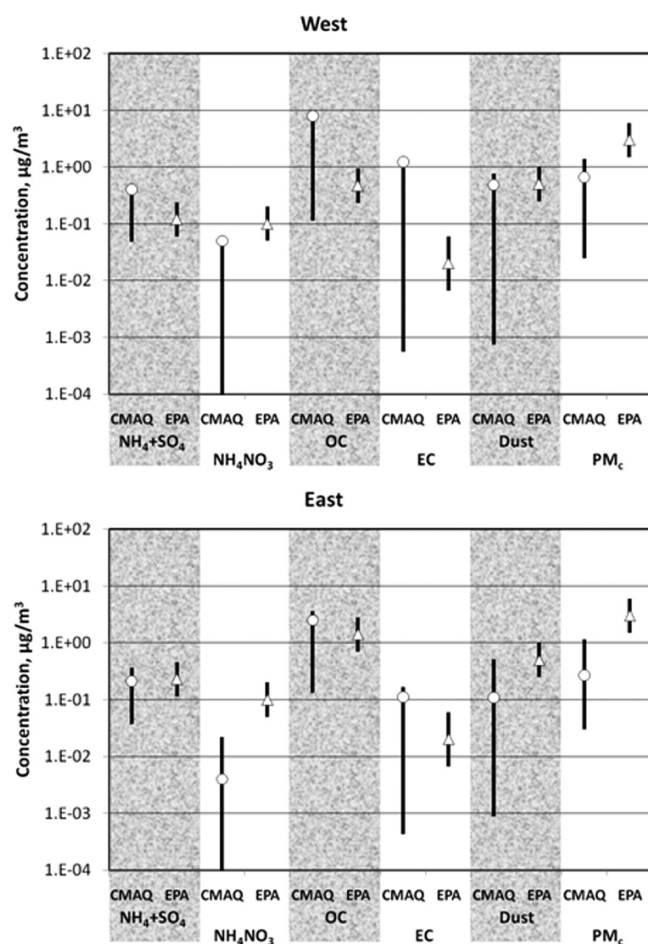 West
Concentration, µg/m³
1.E+02
1.E+01
1.E+00
1.E-01
1.E-02
1.E-03
1.E-04
CMAQ EPA CMAQ EPA CMAQ EPA CMAQ EPA CMAQ EPA CMAQ EPA
NH₄+SO₄ OC Dust
NH₄NO₃ EC PM꜀
East
Concentration, µg/m³
1.E+02
1.E+01
1.E+00
1.E-01
1.E-02
1.E-03
1.E-04
CMAQ EPA CMAQ EPA CMAQ EPA CMAQ EPA CMAQ EPA CMAQ EPA
NH₄+SO₄ OC Dust
NH₄NO₃ EC PM꜀